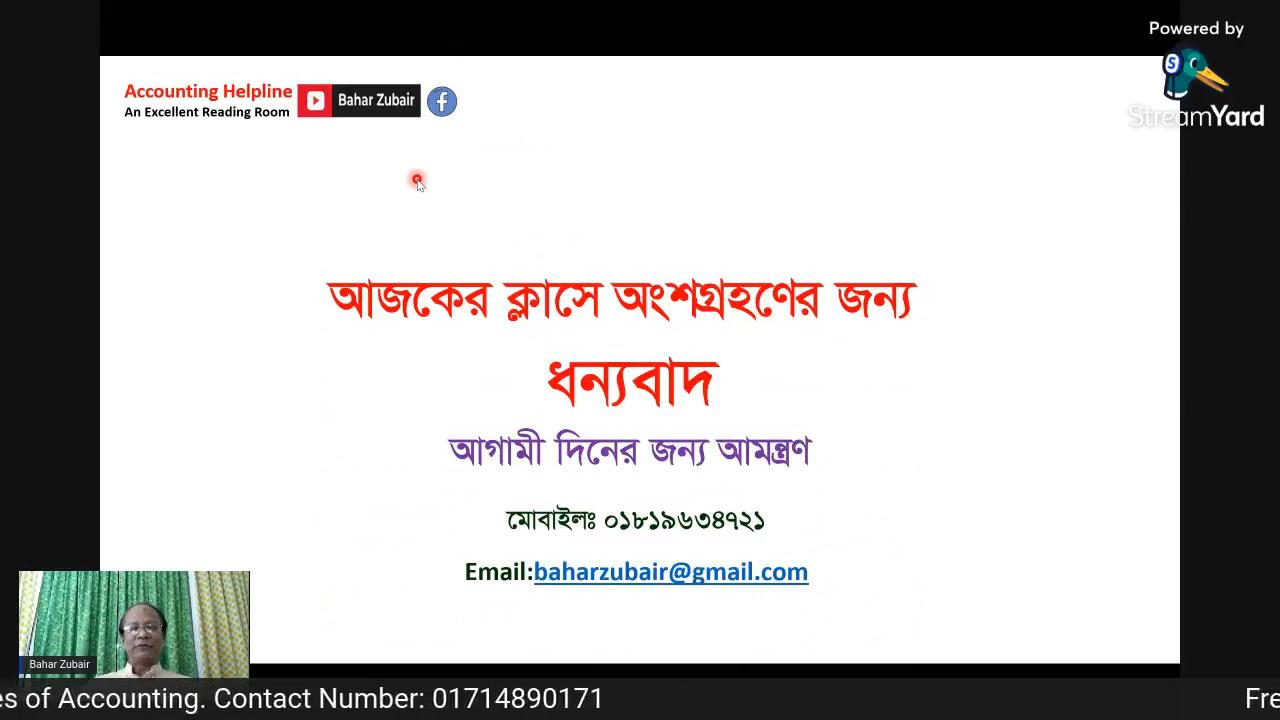 Powered by
StreamYard
Accounting Helpline
An Excellent Reading Room
Bahar Zubair
আজকের ক্লাসে অংশগ্রহণের জন্য
ধন্যবাদ
আগামী দিনের জন্য আমন্ত্রণ
মোবাইলঃ ০১৮১৯৬৩৪৭২১
Email:baharzubair@gmail.com
Bahar Zubair
es of Accounting. Contact Number: 01714890171
Fre